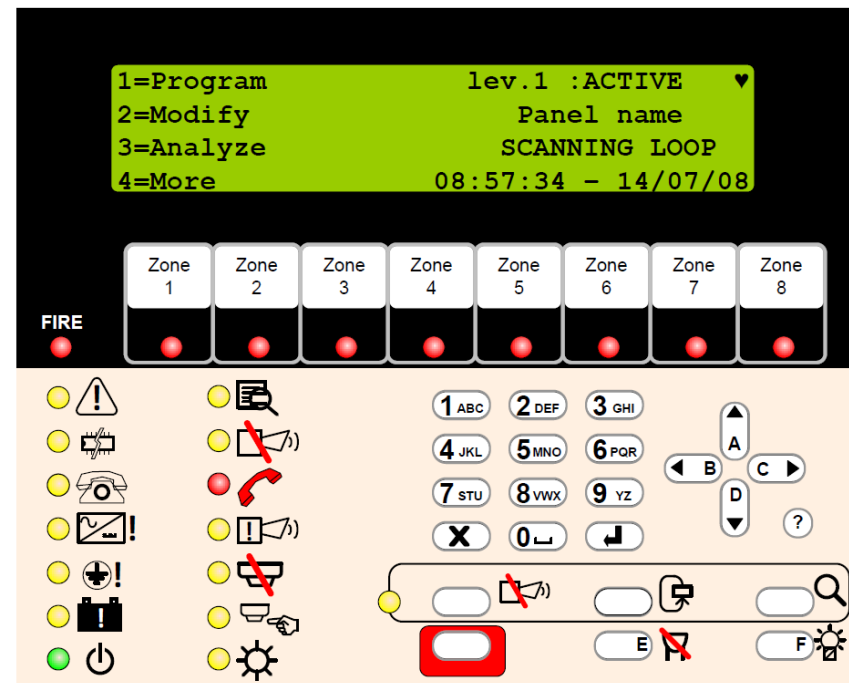 1=Program lev.1 :ACTIVE ♥
2=Modify Panel name
3=Analyze SCANNING LOOP
4=More 08:57:34 - 14/07/08
Zone 1
Zone 2
Zone 3
Zone 4
Zone 5
Zone 6
Zone 7
Zone 8
FIRE
1 ABC 2 DEF 3 GHI
4 JKL 5 MNO 6 PQR
7 STU 8 VWX 9 YZ
X 0
A
B C
D
?
E F